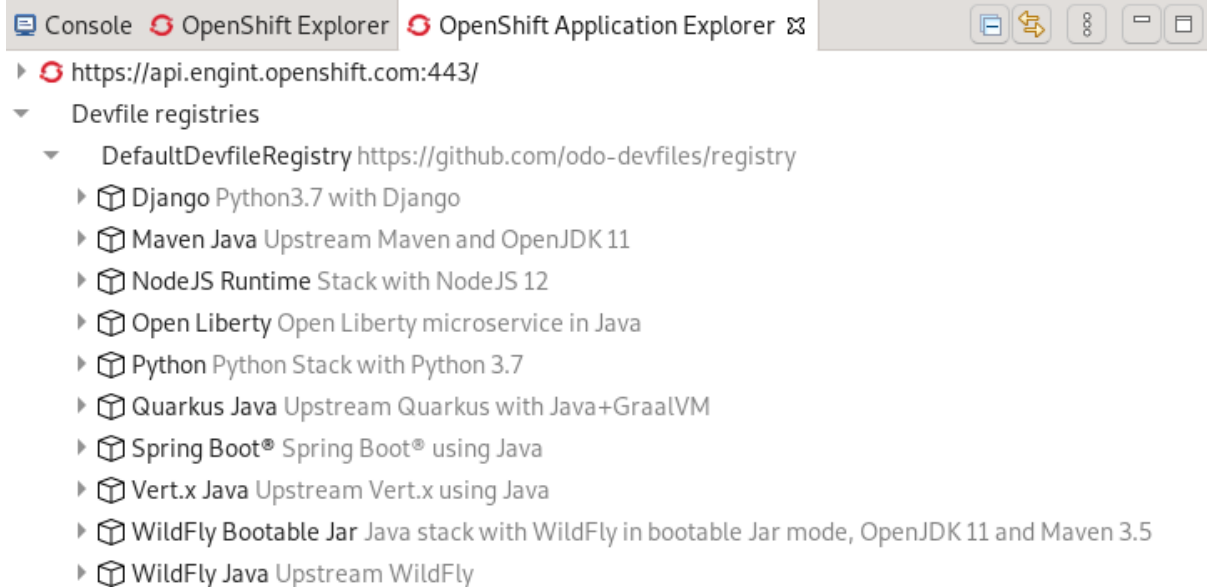 Console OpenShift Explorer OpenShift Application Explorer
https://api.engint.openshift.com:443/
Devfile registries
DefaultDevfileRegistry https://github.com/odo-devfiles/registry
Django Python3.7 with Django
Maven Java Upstream Maven and OpenJDK 11
NodeJS Runtime Stack with NodeJS 12
Open Liberty Open Liberty microservice in Java
Python Python Stack with Python 3.7
Quarkus Java Upstream Quarkus with Java+GraalVM
Spring Boot® Spring Boot® using Java
Vert.x Java Upstream Vert.x using Java
WildFly Bootable Jar Java stack with WildFly in bootable Jar mode, OpenJDK 11 and Maven 3.5
WildFly Java Upstream WildFly